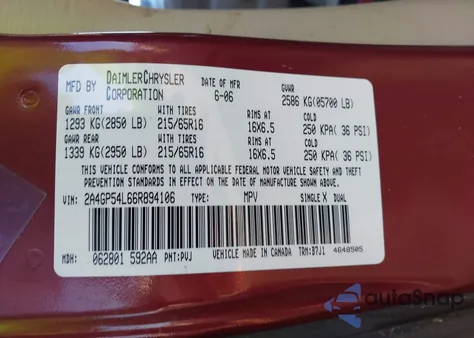 MFD BY DAIMLERCHRYSLER CORPORATION DATE OF MFR 6-06 GVWR 2586 KG(05700 LB)
GAWR FRONT WITH TIRES RIMS AT COLD
1293 KG(2850 LB) 215/65R16 16X6.5 250 KPA( 36 PSI)
GAWR REAR WITH TIRES RIMS AT COLD
1339 KG(2950 LB) 215/65R16 16X6.5 250 KPA( 36 PSI)
THIS VEHICLE CONFORMS TO ALL APPLICABLE FEDERAL MOTOR VEHICLE SAFETY AND THEFT
PREVENTION STANDARDS IN EFFECT ON THE DATE OF MANUFACTURE SHOWN ABOVE.
VIN: 2A4GP54L66R894106 TYPE: MPV SINGLE X DUAL
MDH: 062801 592AA PNT:PVJ VEHICLE MADE IN CANADA TRM:B7J1 4648505
autoSnap